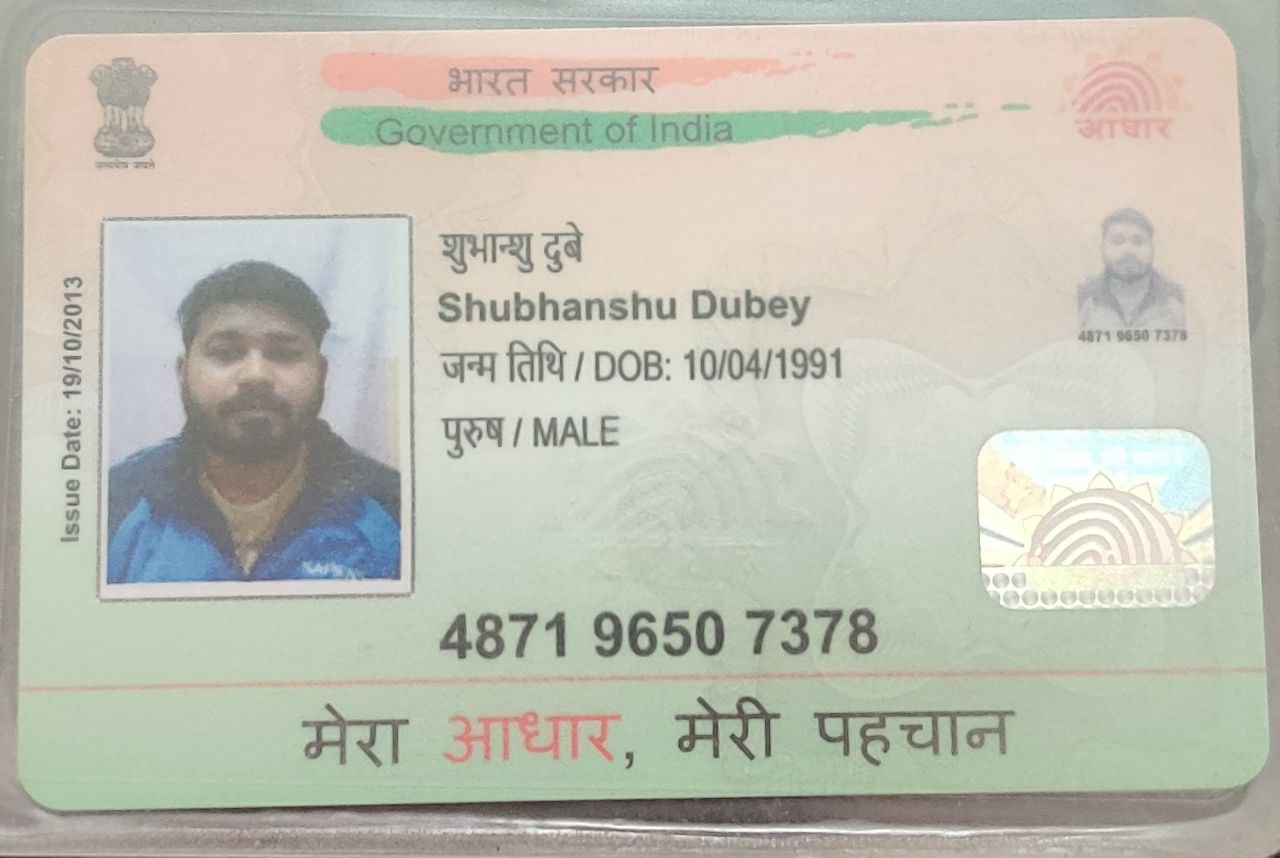 भारत सरकार
Government of India
आधार
सत्यमेव जयते
Issue Date: 19/10/2013
शुभान्शु दुबे
Shubhanshu Dubey
जन्म तिथि / DOB: 10/04/1991
पुरुष / MALE
4871 9650 7378
4871 9650 7378
मेरा आधार, मेरी पहचान